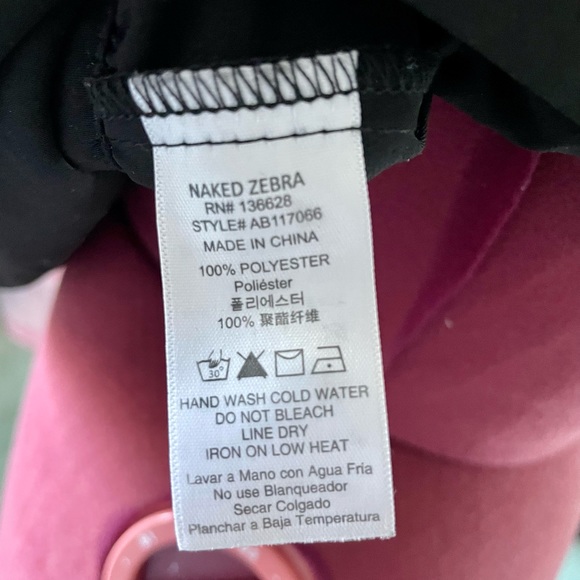 NAKED ZEBRA
RN# 136628
STYLE# AB117066
MADE IN CHINA
100% POLYESTER
Poliéster
폴리에스터
100% 聚酯纤维
30°
HAND WASH COLD WATER
DO NOT BLEACH
LINE DRY
IRON ON LOW HEAT
Lavar a Mano con Agua Fría
No use Blanqueador
Secar Colgado
Planchar a Baja Temperatura